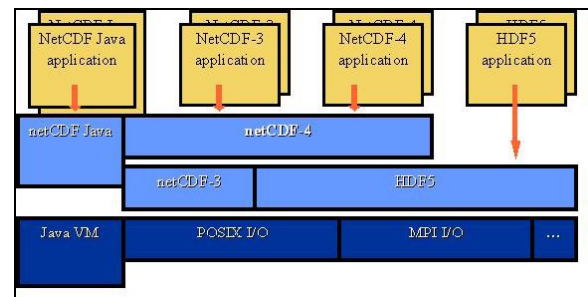 NetCDF Java
application
NetCDF-3
application
NetCDF-4
application
HDF5
application
netCDF Java
netCDF-4
netCDF-3
HDF5
Java VM
POSIX I/O
MPI I/O
...